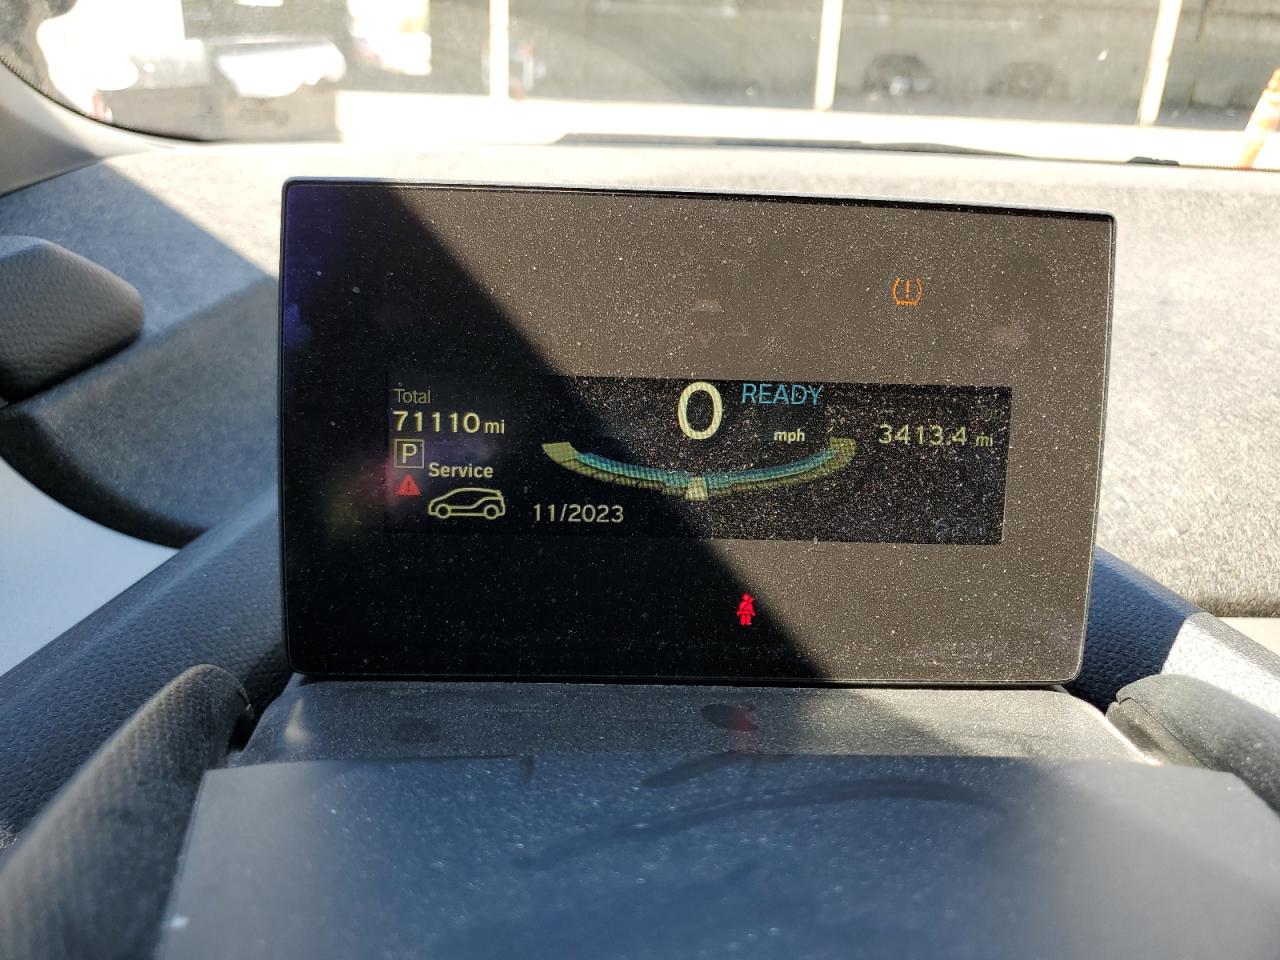 0 READY
Total
71110 mi
mph
3413.4 mi
P
Service
11/2023